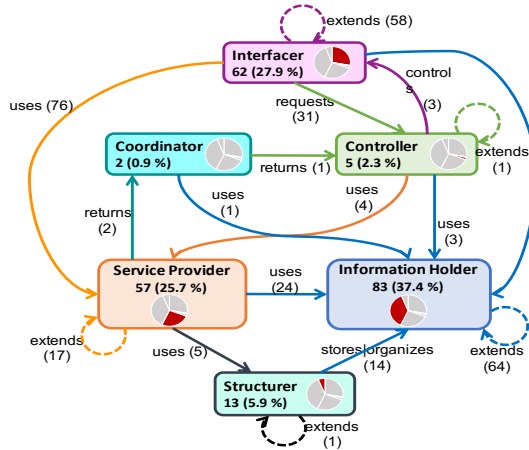 extends (58)
Interfacer
62 (27.9 %)
control
s
(3)
uses (76)
requests
(31)
Coordinator
2 (0.9 %)
Controller
5 (2.3 %)
returns (1)
extends
(1)
uses
(1)
uses
(4)
uses
(3)
returns
(2)
Service Provider
57 (25.7 %)
uses
(24)
Information Holder
83 (37.4 %)
extends
(17)
uses (5)
stores|organizes
(14)
extends
(64)
Structurer
13 (5.9 %)
extends
(1)